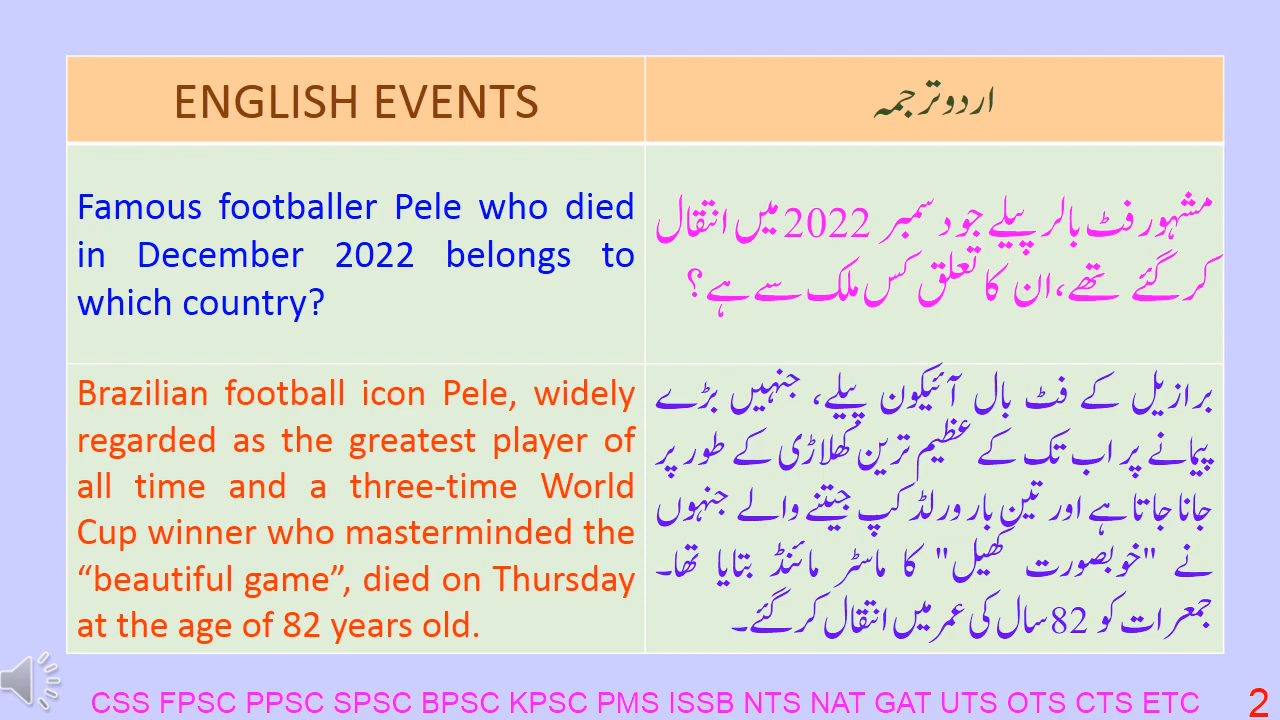 ENGLISH EVENTS
اردو ترجمہ
Famous footballer Pele who died
in December 2022 belongs to
which country?
مشہور فٹ بالر پیلے جو دسمبر 2022 میں انتقال
کر گئے تھے، ان کا تعلق کس ملک سے ہے؟
Brazilian football icon Pele, widely
regarded as the greatest player of
all time and a three-time World
Cup winner who masterminded the
“beautiful game”, died on Thursday
at the age of 82 years old.
برازیل کے فٹ بال آئیکون پیلے، جنہیں بڑے
پیمانے پر اب تک کے عظیم ترین کھلاڑی کے طور پر
جانا جاتا ہے اور تین بار ورلڈ کپ جیتنے والے جنہوں
نے "خوبصورت کھیل" کا ماسٹر مائنڈ بتایا تھا۔
جمعرات کو 82 سال کی عمر میں انتقال کر گئے۔
CSS FPSC PPSC SPSC BPSC KPSC PMS ISSB NTS NAT GAT UTS OTS CTS ETC
2